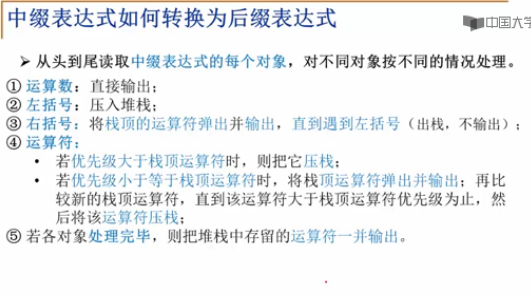 中缀表达式如何转换为后缀表达式
中国大学
➢ 从头到尾读取中缀表达式的每个对象，对不同对象按不同的情况处理。
① 运算数：直接输出；
② 左括号：压入堆栈；
③ 右括号：将栈顶的运算符弹出并输出，直到遇到左括号（出栈，不输出）；
④ 运算符：
• 若优先级大于栈顶运算符时，则把它压栈；
• 若优先级小于等于栈顶运算符时，将栈顶运算符弹出并输出；再比
较新的栈顶运算符，直到该运算符大于栈顶运算符优先级为止，然
后将该运算符压栈；
⑤ 若各对象处理完毕，则把堆栈中存留的运算符一并输出。